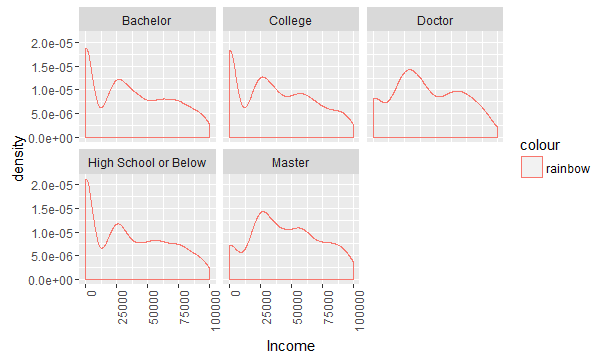 Bachelor
College
Doctor
2.0e-05
1.5e-05
1.0e-05
5.0e-06
0.0e+00
High School or Below
Master
2.0e-05
1.5e-05
1.0e-05
5.0e-06
0.0e+00
0
25000
50000
75000
100000
0
25000
50000
75000
100000
density
Income
colour
rainbow